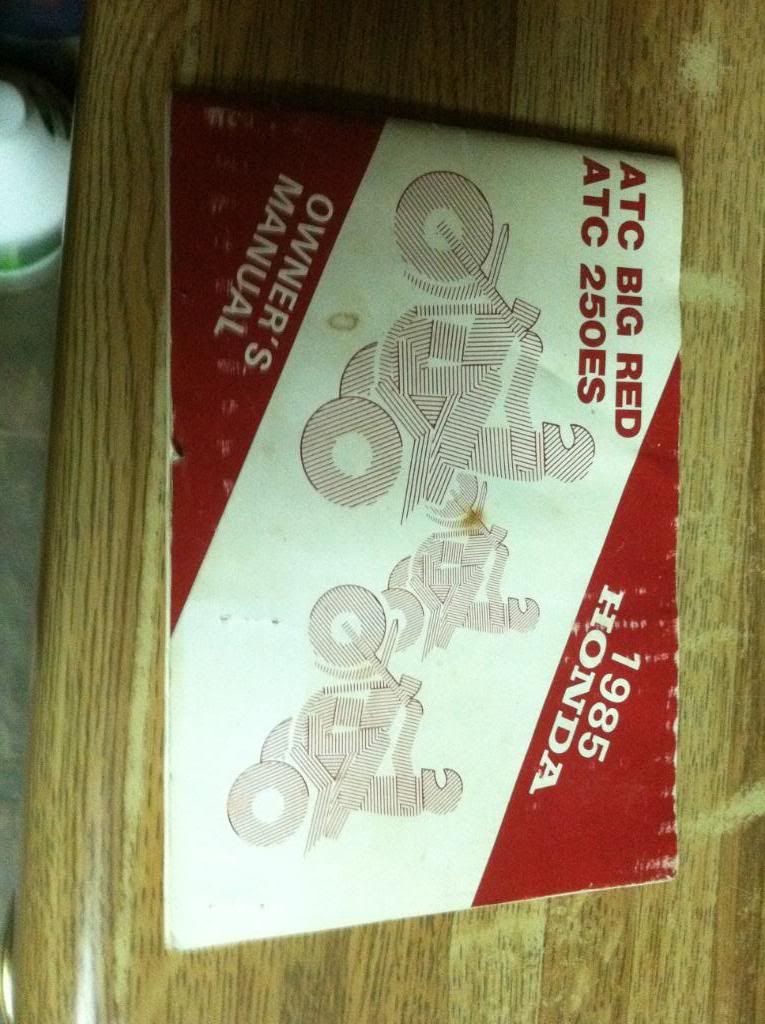 ATC BIG RED
ATC 250ES
1985
HONDA
OWNER'S
MANUAL